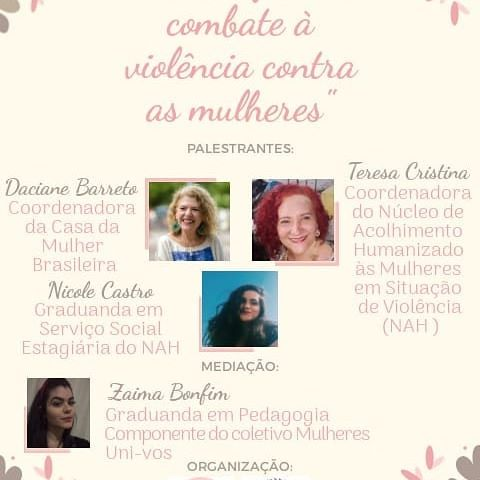 combate à
violência contra
as mulheres"
PALESTRANTES:
Daciane Barreto
Coordenadora
da Casa da
Mulher
Brasileira
Teresa Cristina
Coordenadora
do Núcleo de
Acolhimento
Humanizado
às Mulheres
em Situação
de Violência
(NAH )
Nicole Castro
Graduanda em
Serviço Social
Estagiária do NAH
MEDIAÇÃO:
Zaima Bonfim
Graduanda em Pedagogia
Componente do coletivo Mulheres
Uni-vos
ORGANIZAÇÃO: